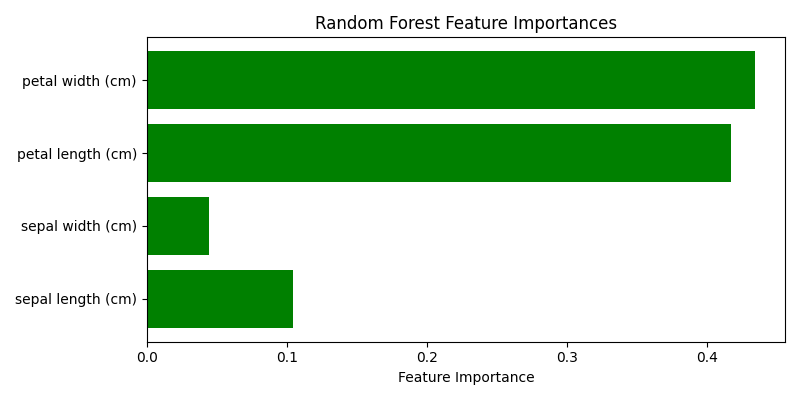 Random Forest Feature Importances
petal width (cm)
petal length (cm)
sepal width (cm)
sepal length (cm)
0.0 0.1 0.2 0.3 0.4
Feature Importance